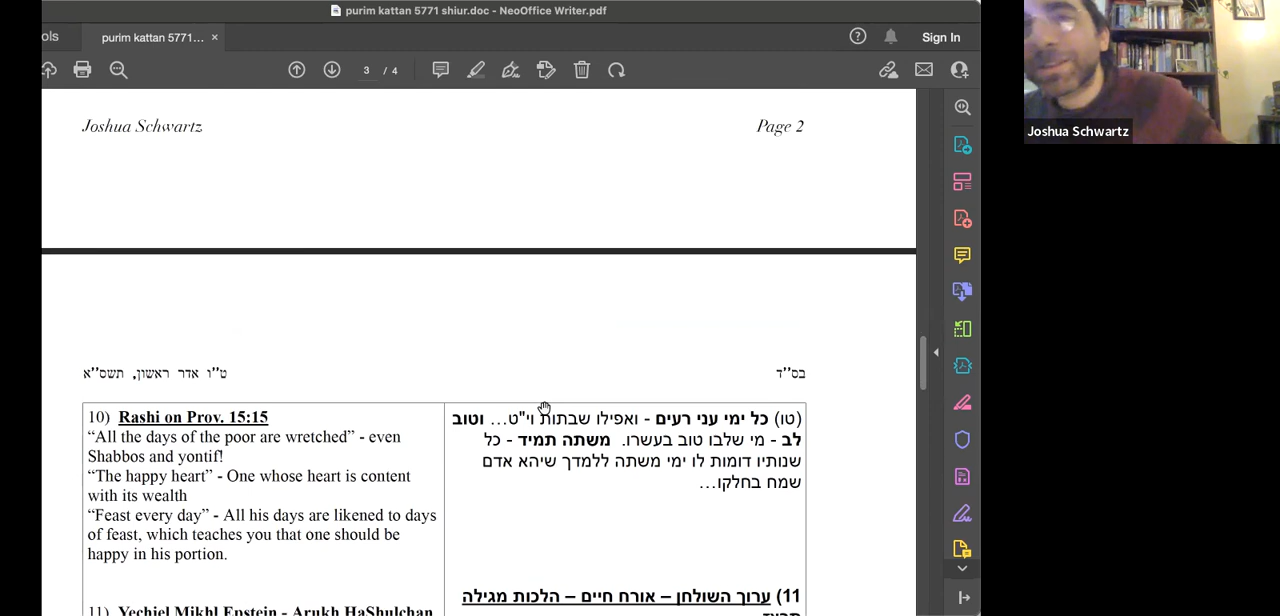 purim kattan 5771 shiur.doc - NeoOffice Writer.pdf
ols
purim kattan 5771... ×
Sign In
3 / 4
Joshua Schwartz
Joshua Schwartz Page 2
ט''ו אדר ראשון, תשס''א בס''ד
10) Rashi on Prov. 15:15
“All the days of the poor are wretched” - even
Shabbos and yontif!
“The happy heart” - One whose heart is content
with its wealth
“Feast every day” - All his days are likened to days
of feast, which teaches you that one should be
happy in his portion.
11) Yechiel Mikhl Epstein - Arukh HaShulchan
(טו) כל ימי עני רעים - ואפילו שבתות וי"ט... וטוב
לב - מי שלבו טוב בעשרו. משתה תמיד - כל
שנותיו דומות לו ימי משתה ללמדך שיהא אדם
שמח בחלקו...
11) ערוך השולחן – אורח חיים – הלכות מגילה